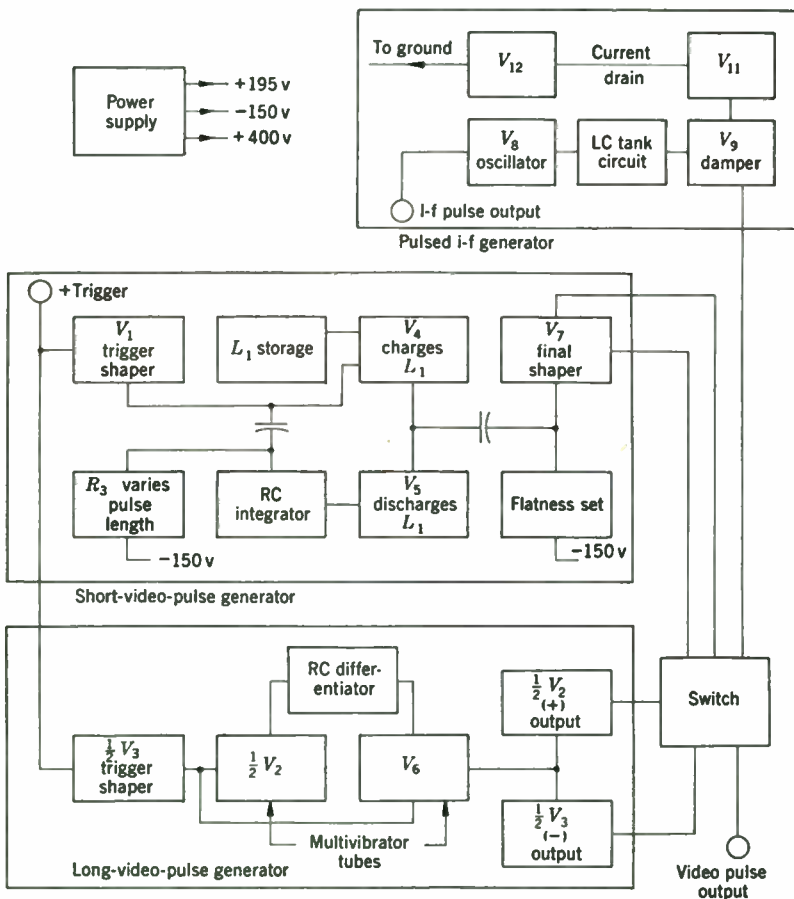 To ground
V12
Current
drain
V11
Power
supply
+195 v
-150 v
+400 v
V8
oscillator
LC tank
circuit
V9
damper
I-f pulse output
Pulsed i-f generator
+Trigger
V1
trigger
shaper
L1 storage
V4
charges
L1
V7
final
shaper
R3 varies
pulse
length
RC
integrator
V5
discharges
L1
Flatness set
-150 v
-150 v
Short-video-pulse generator
RC differ-
entiator
1/2 V3
trigger
shaper
1/2 V2
V6
1/2 V2
(+)
output
Switch
1/2 V3
(-)
output
Multivibrator
tubes
Long-video-pulse generator
Video pulse
output